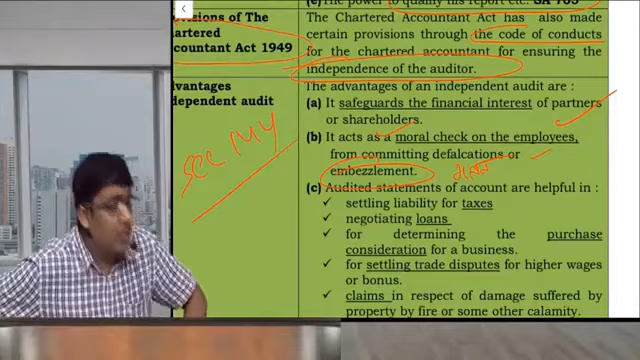 (e) The power to qualify his report etc. SA 705
visions of The
artered
countant Act 1949
The Chartered Accountant Act has also made
certain provisions through the code of conducts
for the chartered accountant for ensuring the
independence of the auditor.
dvantages
dependent audit
The advantages of an independent audit are :
(a) It safeguards the financial interest of partners
or shareholders.
(b) It acts as a moral check on the employees,
from committing defalcations or
embezzlement.
(c) Audited statements of account are helpful in :
✓ settling liability for taxes
✓ negotiating loans
✓ for determining the purchase
consideration for a business.
✓ for settling trade disputes for higher wages
or bonus.
✓ claims in respect of damage suffered by
property by fire or some other calamity.